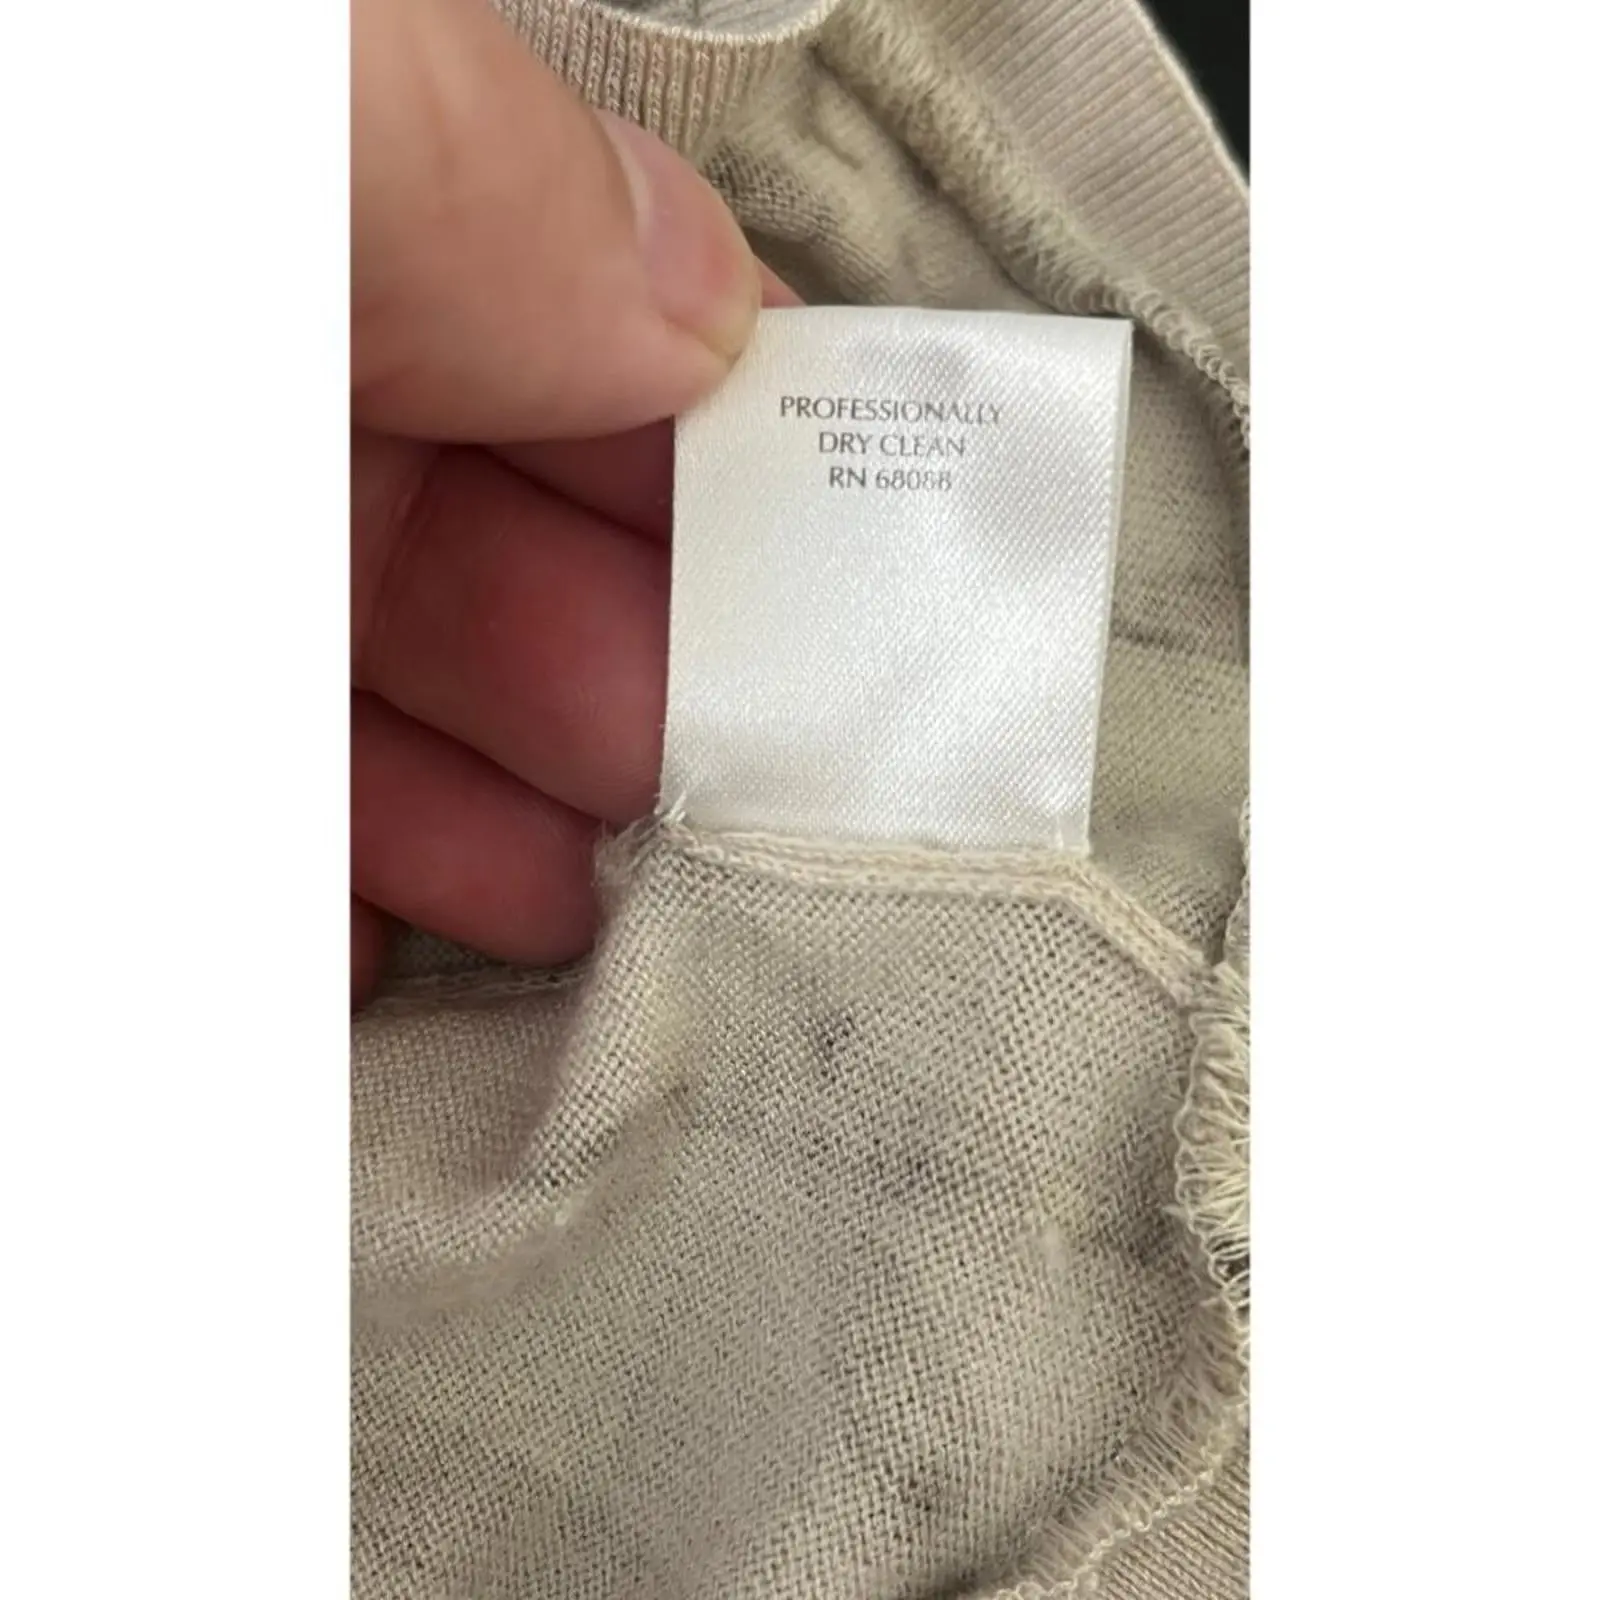 PROFESSIONALLY
DRY CLEAN
RN 68088